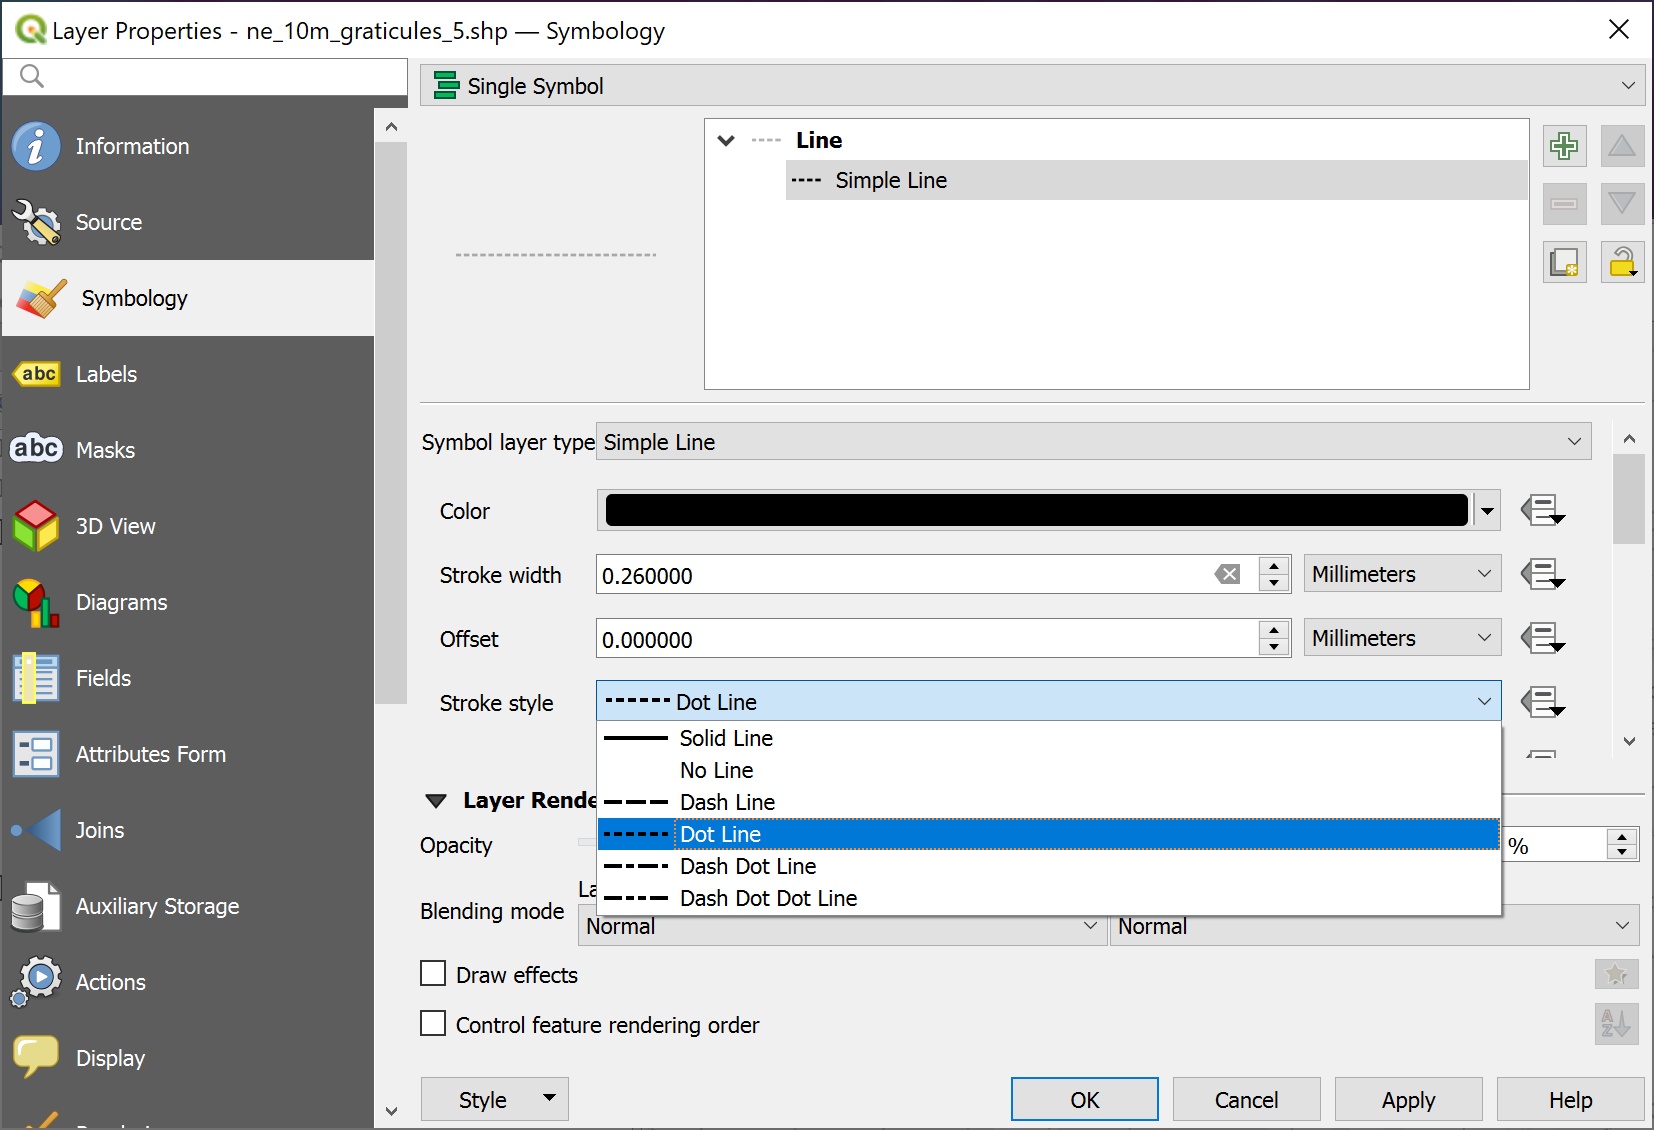 Layer Properties - ne_10m_graticules_5.shp — Symbology
Single Symbol
Information
Source
Symbology
abc Labels
abc Masks
3D View
Diagrams
Fields
Attributes Form
Joins
Auxiliary Storage
Actions
Display
Line
Simple Line
Symbol layer type Simple Line
Color
Stroke width 0.260000 Millimeters
Offset 0.000000 Millimeters
Stroke style Dot Line
Solid Line
No Line
Dash Line
Dot Line
Dash Dot Line
Dash Dot Dot Line
Layer Rende
Opacity %
La
Blending mode Normal Normal
Draw effects
Control feature rendering order
A
Z
Style OK Cancel Apply Help